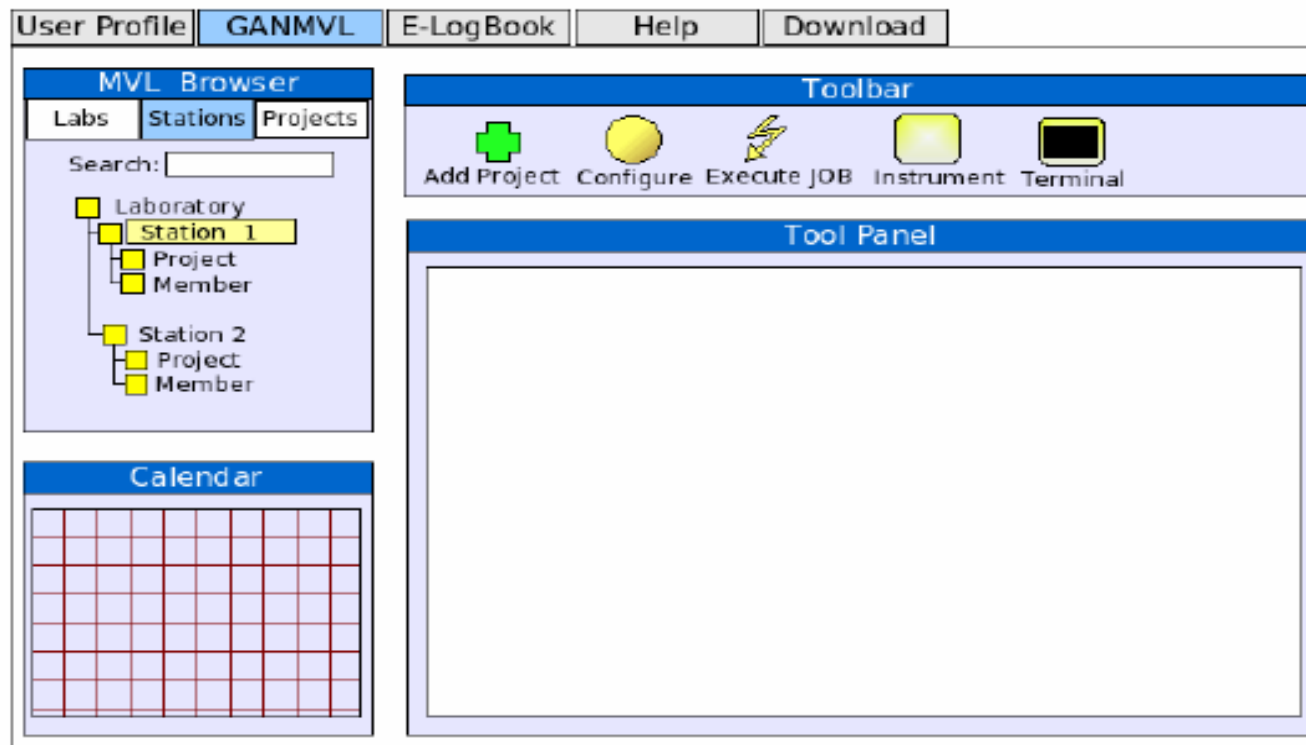 User Profile GANMVL E-LogBook Help Download
MVL Browser
Labs Stations Projects
Search:
Laboratory
Station 1
Project
Member
Station 2
Project
Member
Calendar
Toolbar
Add Project Configure Execute JOB Instrument Terminal
Tool Panel